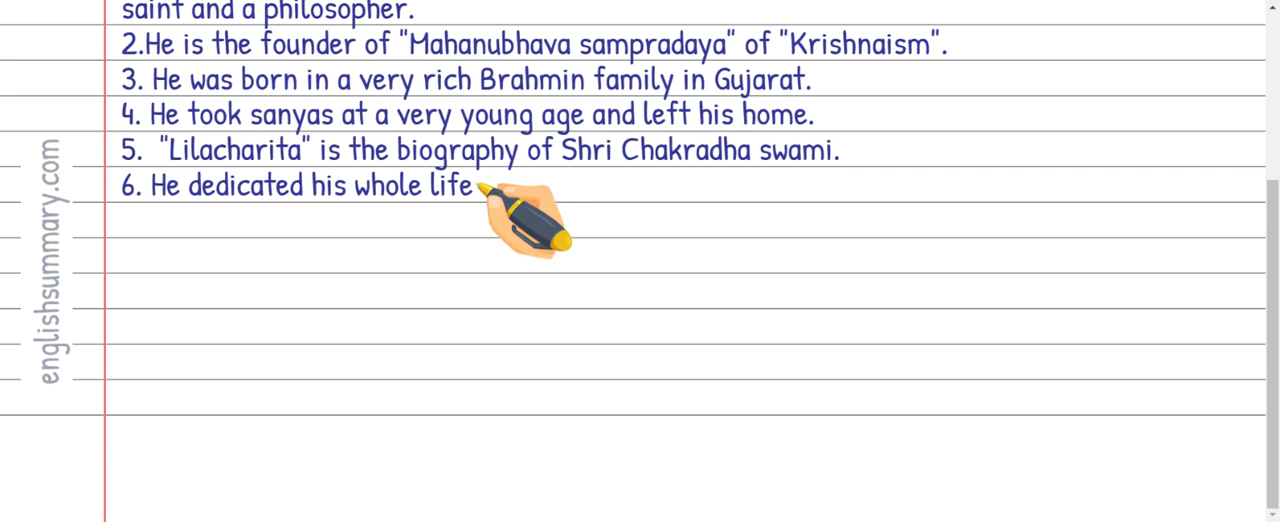 saint and a philosopher.
2.He is the founder of "Mahanubhava sampradaya" of "Krishnaism".
3. He was born in a very rich Brahmin family in Gujarat.
4. He took sanyas at a very young age and left his home.
5. "Lilacharita" is the biography of Shri Chakradha swami.
6. He dedicated his whole life
englishsummary.com